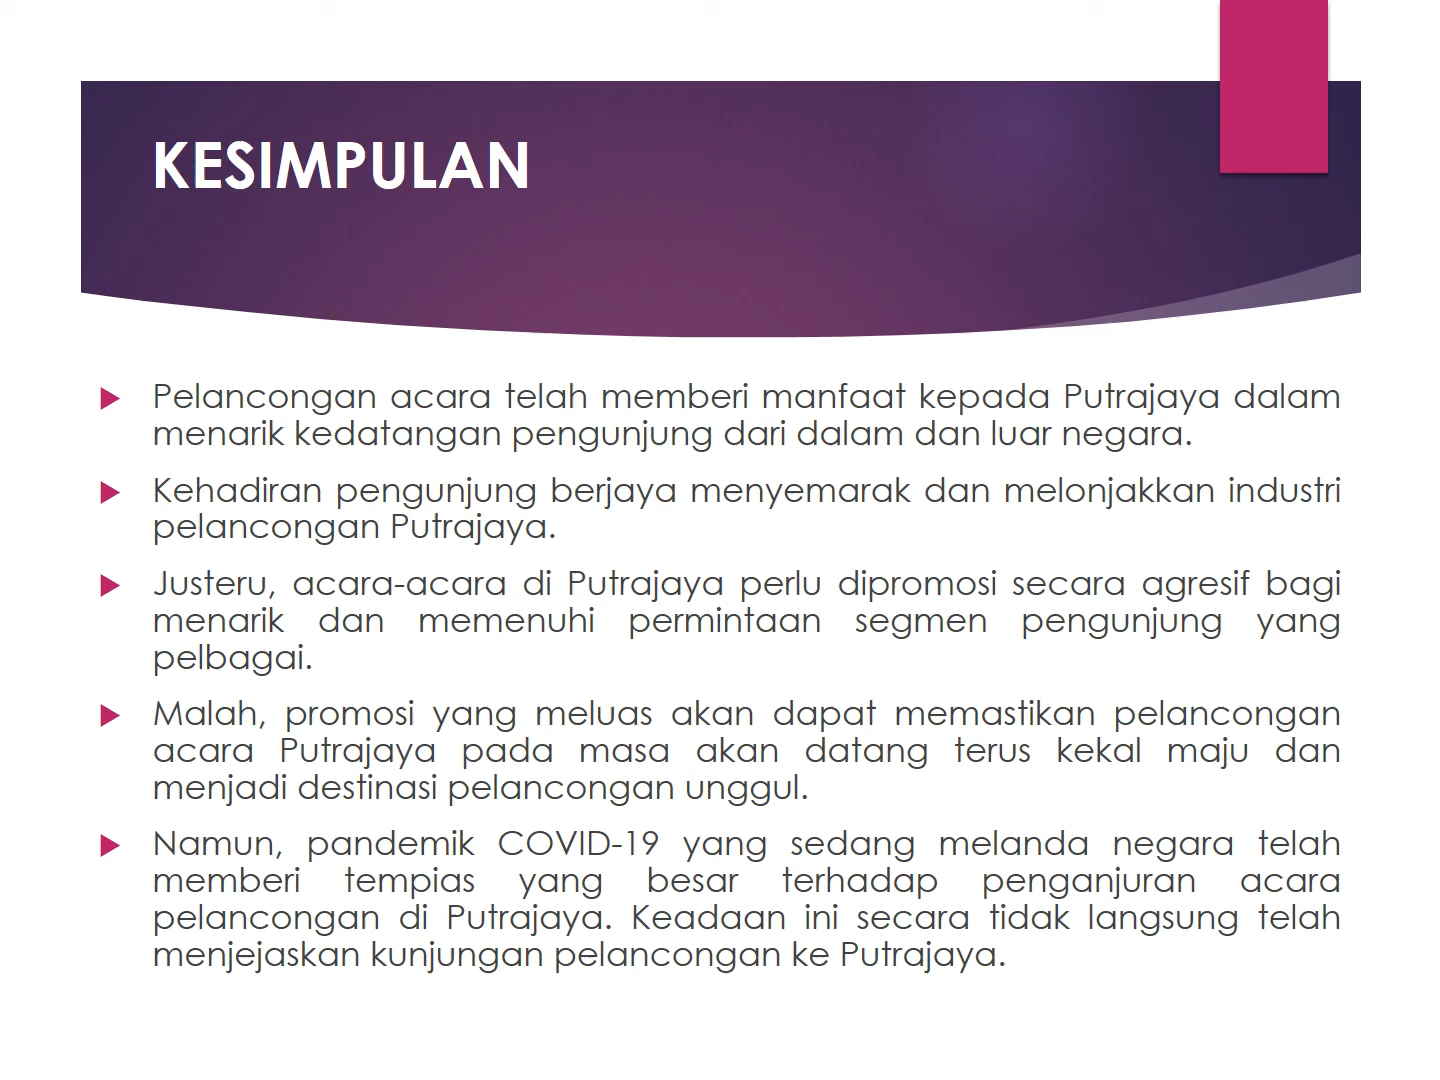 KESIMPULAN
Pelancongan acara telah memberi manfaat kepada Putrajaya dalam
menarik kedatangan pengunjung dari dalam dan luar negara.
Kehadiran pengunjung berjaya menyemarak dan melonjakkan industri
pelancongan Putrajaya.
Justeru, acara-acara di Putrajaya perlu dipromosi secara agresif bagi
menarik dan memenuhi permintaan segmen pengunjung yang
pelbagai.
Malah, promosi yang meluas akan dapat memastikan pelancongan
acara Putrajaya pada masa akan datang terus kekal maju dan
menjadi destinasi pelancongan unggul.
Namun, pandemik COVID-19 yang sedang melanda negara telah
memberi tempias yang besar terhadap penganjuran acara
pelancongan di Putrajaya. Keadaan ini secara tidak langsung telah
menjejaskan kunjungan pelancongan ke Putrajaya.